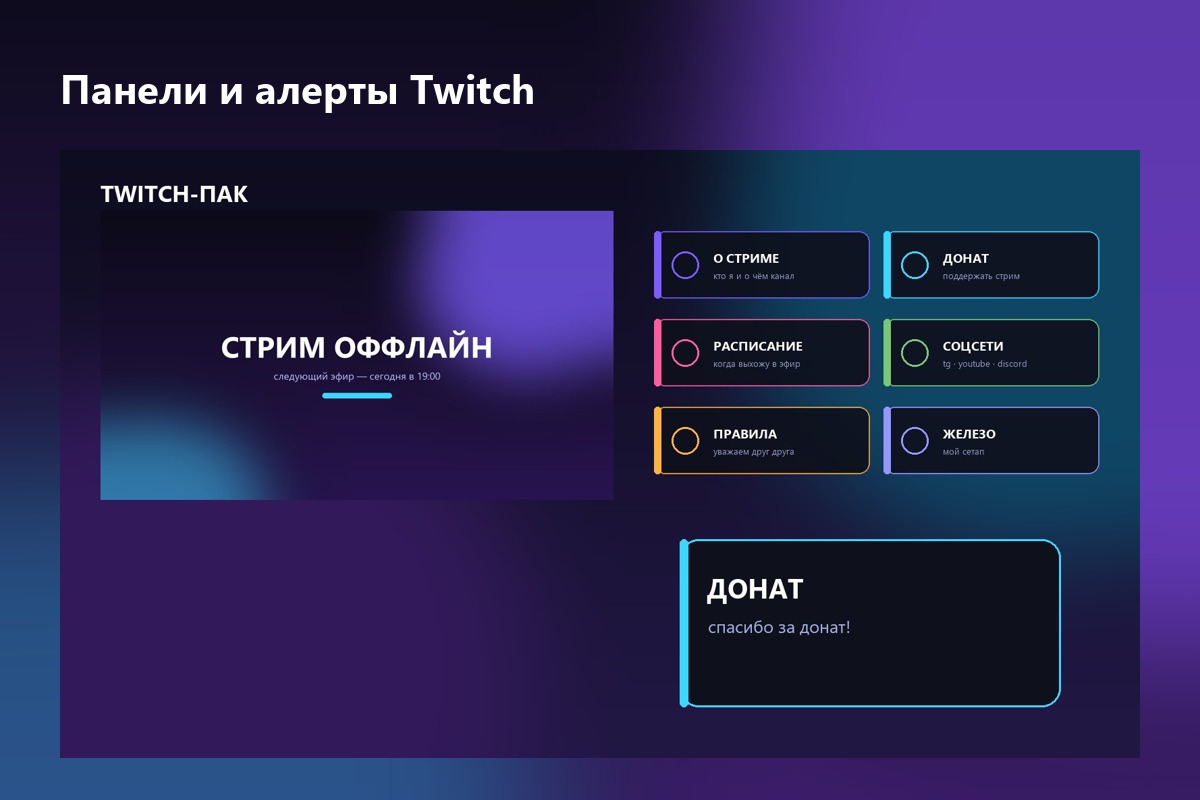 Панели и алерты Twitch
TWITCH-ПАК
СТРИМ ОФФЛАЙН
следующий эфир — сегодня в 19:00
О СТРИМЕ
кто я и о чём канал
ДОНАТ
поддержать стрим
РАСПИСАНИЕ
когда выхожу в эфир
СОЦСЕТИ
tg · youtube · discord
ПРАВИЛА
уважаем друг друга
ЖЕЛЕЗО
мой сетап
ДОНАТ
спасибо за донат!